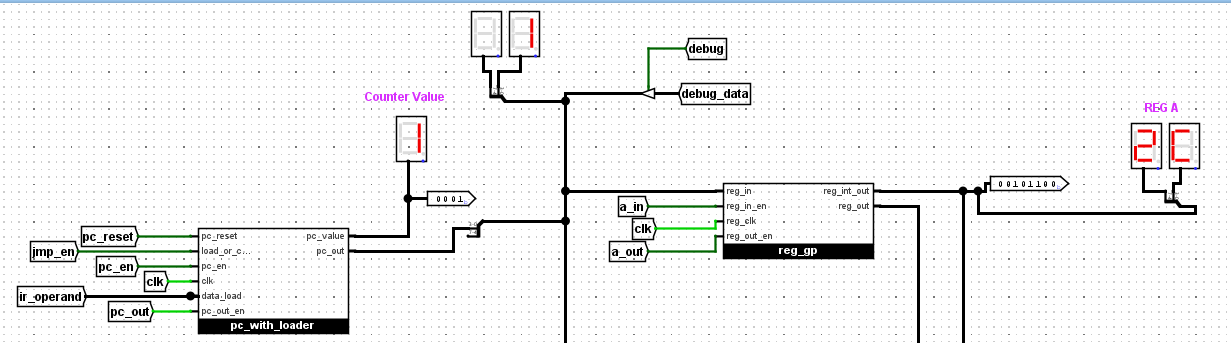 1
debug
debug_data
Counter Value
1
0001
REG A
2C
00101100
a_in
clk
a_out
reg_in
reg_in_en
reg_clk
reg_out_en
reg_int_out
reg_out
reg_gp
pc_reset
jmp_en
pc_en
clk
ir_operand
pc_out
pc_reset
load_or_c...
pc_en
clk
data_load
pc_out_en
pc_value
pc_out
pc_with_loader